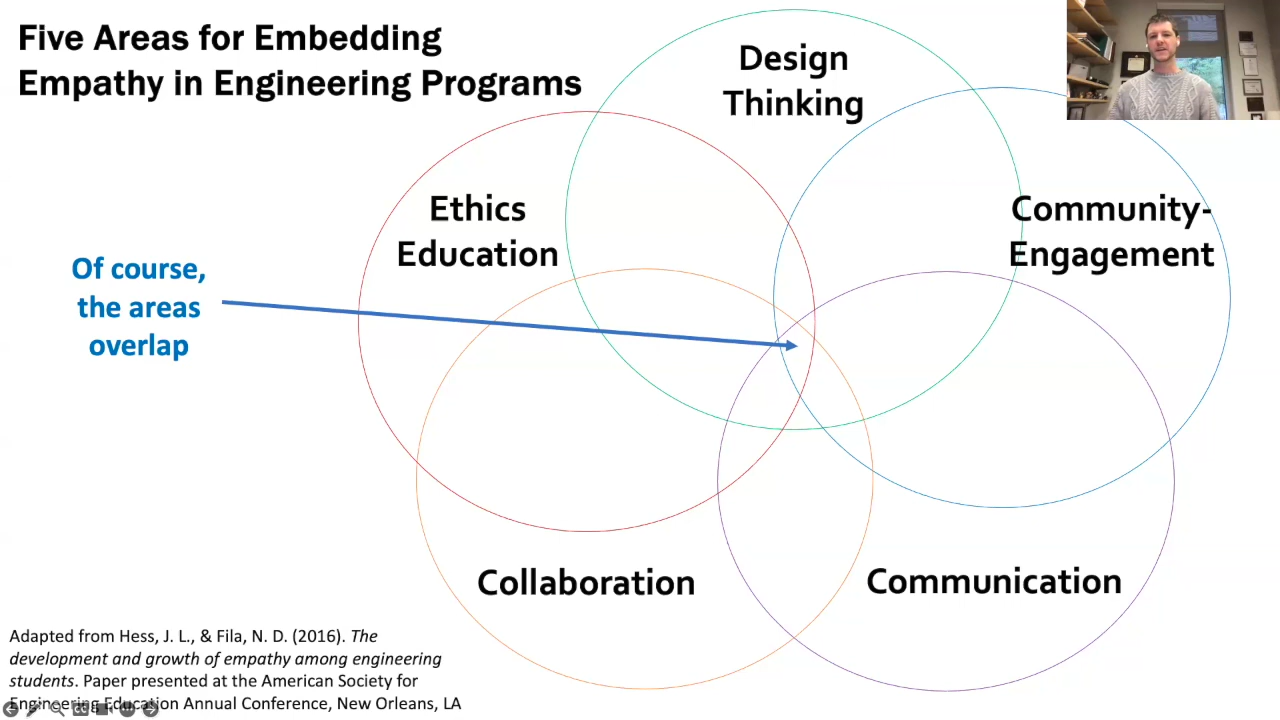 Five Areas for Embedding
Empathy in Engineering Programs
Design
Thinking
Ethics
Education
Community-
Engagement
Of course,
the areas
overlap
Collaboration
Communication
Adapted from Hess, J. L., & Fila, N. D. (2016). The
development and growth of empathy among engineering
students. Paper presented at the American Society for
Engineering Education Annual Conference, New Orleans, LA